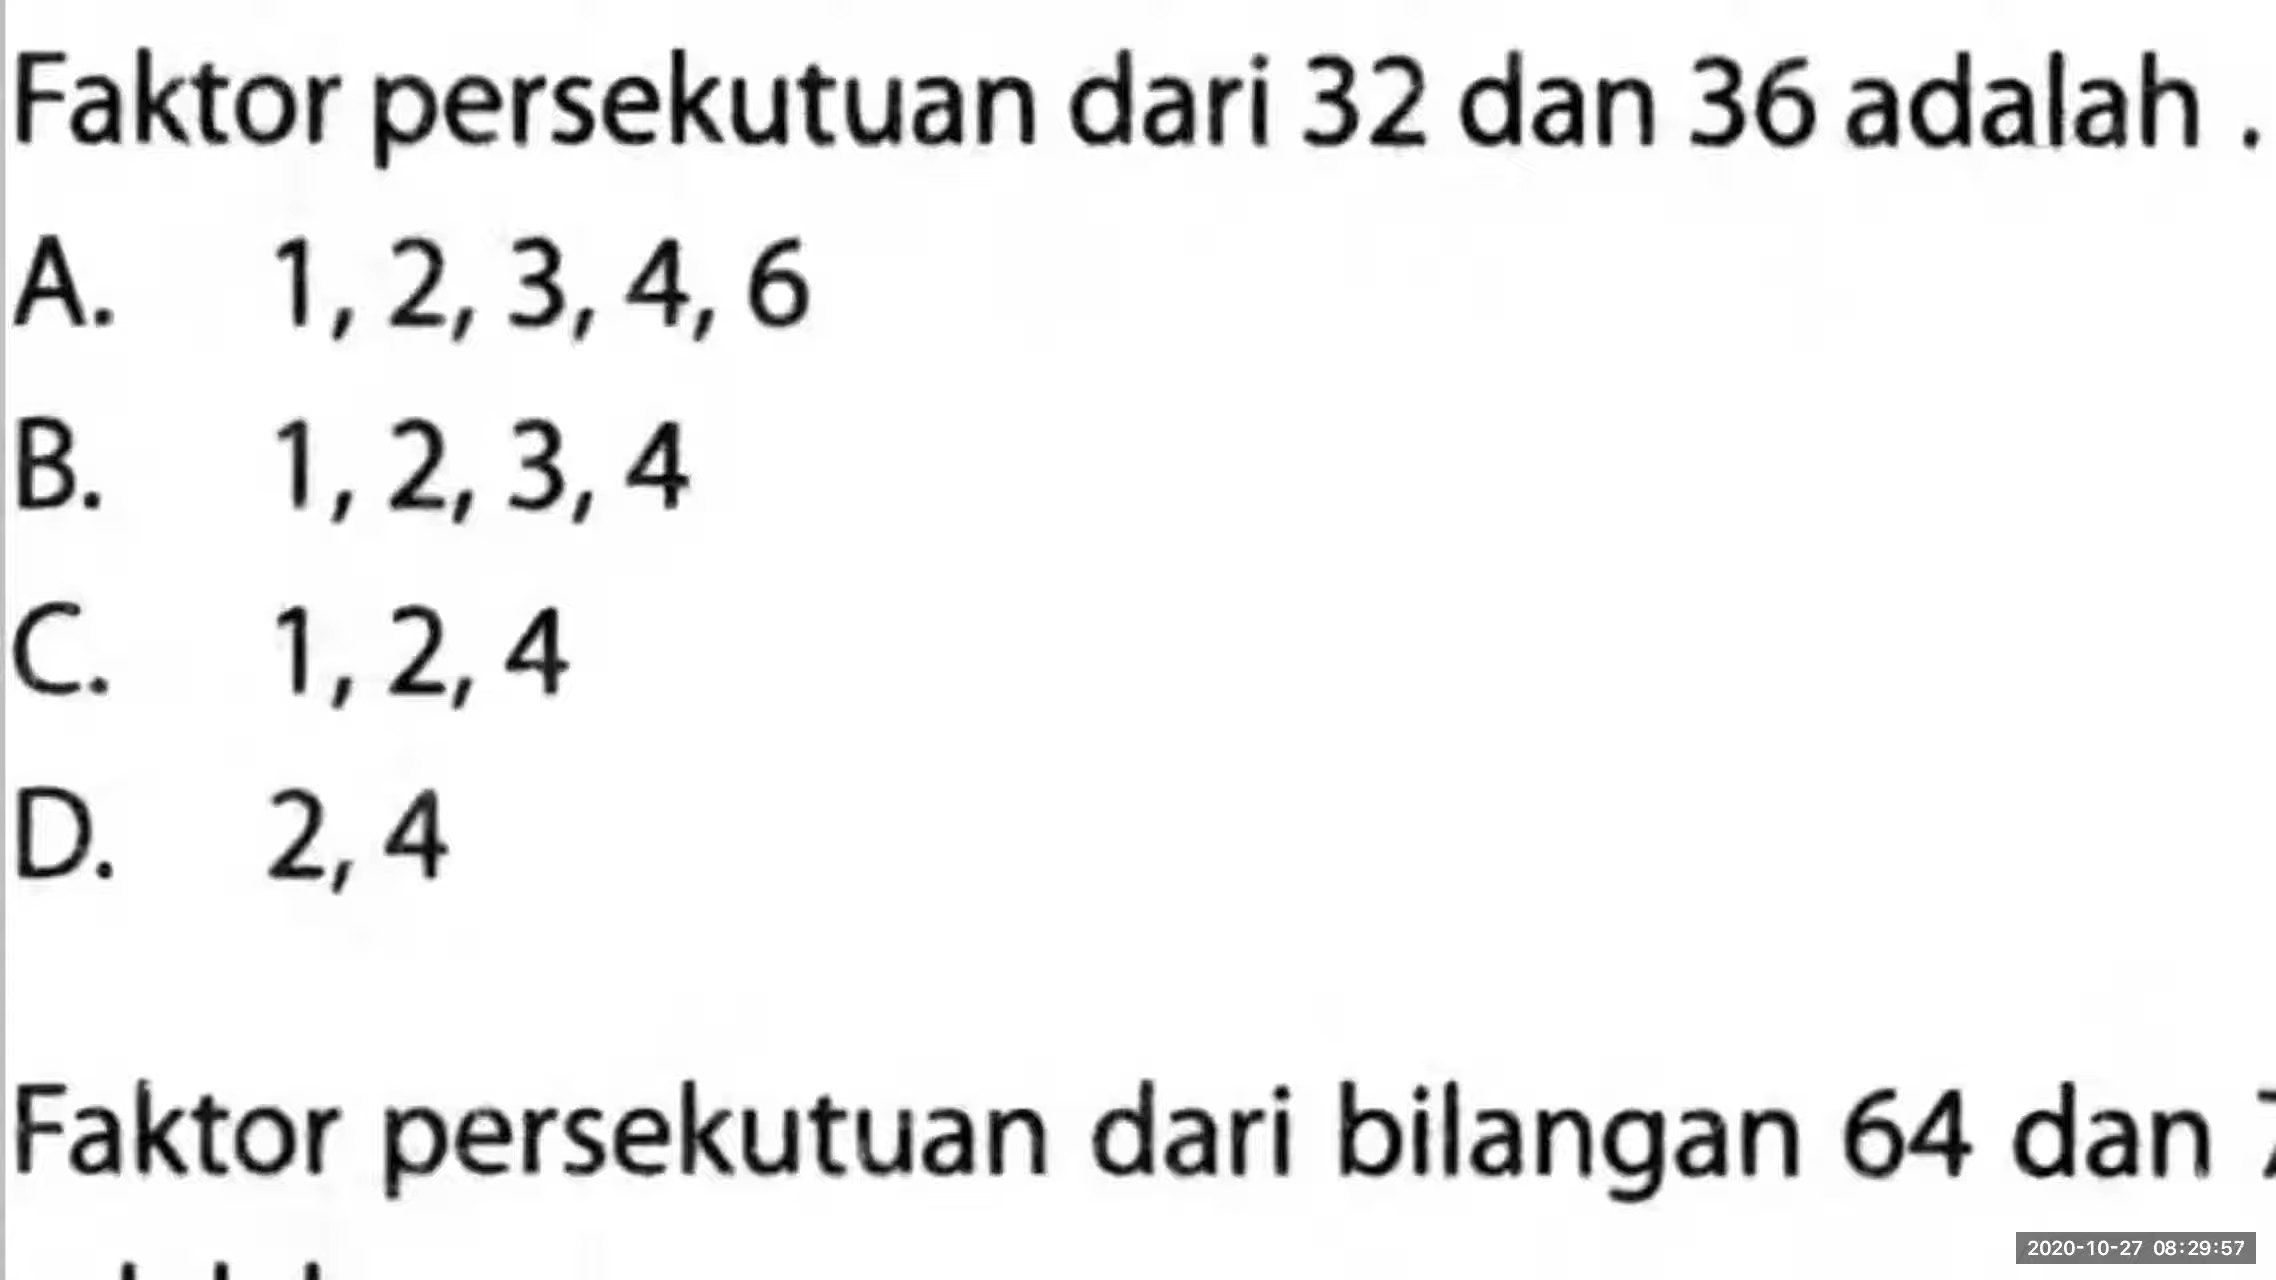 Faktor persekutuan dari 32 dan 36 adalah .
A. 1, 2, 3, 4, 6
B. 1, 2, 3, 4
C. 1, 2, 4
D. 2, 4
Faktor persekutuan dari bilangan 64 dan
2020-10-27 08:29:57